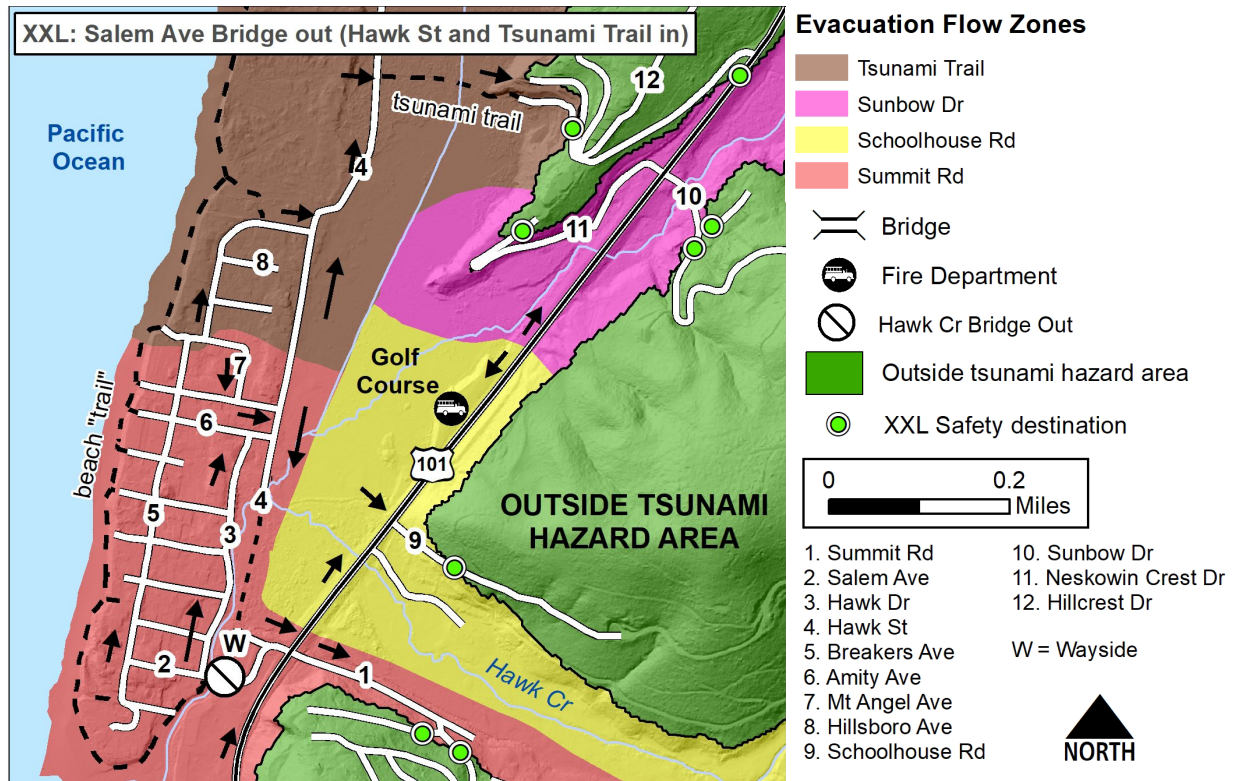 XXL: Salem Ave Bridge out (Hawk St and Tsunami Trail in)
Pacific
Ocean
tsunami trail
12
4
10
11
8
7
Golf
Course
6
beach "trail"
101
5
4
3
9
OUTSIDE TSUNAMI
HAZARD AREA
W
2
1
Hawk Cr
Evacuation Flow Zones
Tsunami Trail
Sunbow Dr
Schoolhouse Rd
Summit Rd
Bridge
Fire Department
Hawk Cr Bridge Out
Outside tsunami hazard area
XXL Safety destination
0 0.2
Miles
1. Summit Rd
2. Salem Ave
3. Hawk Dr
4. Hawk St
5. Breakers Ave
6. Amity Ave
7. Mt Angel Ave
8. Hillsboro Ave
9. Schoolhouse Rd
10. Sunbow Dr
11. Neskowin Crest Dr
12. Hillcrest Dr
W = Wayside
NORTH